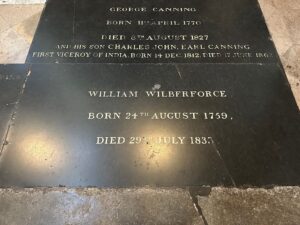 GEORGE CANNING
BORN 11TH APRIL 1770
DIED 8TH AUGUST 1827
AND HIS SON CHARLES JOHN, EARL CANNING
FIRST VICEROY OF INDIA. BORN 14 DEC. 1812. DIED 17 JUNE 1862
WILLIAM WILBERFORCE
BORN 24TH AUGUST 1759,
DIED 29TH JULY 1833